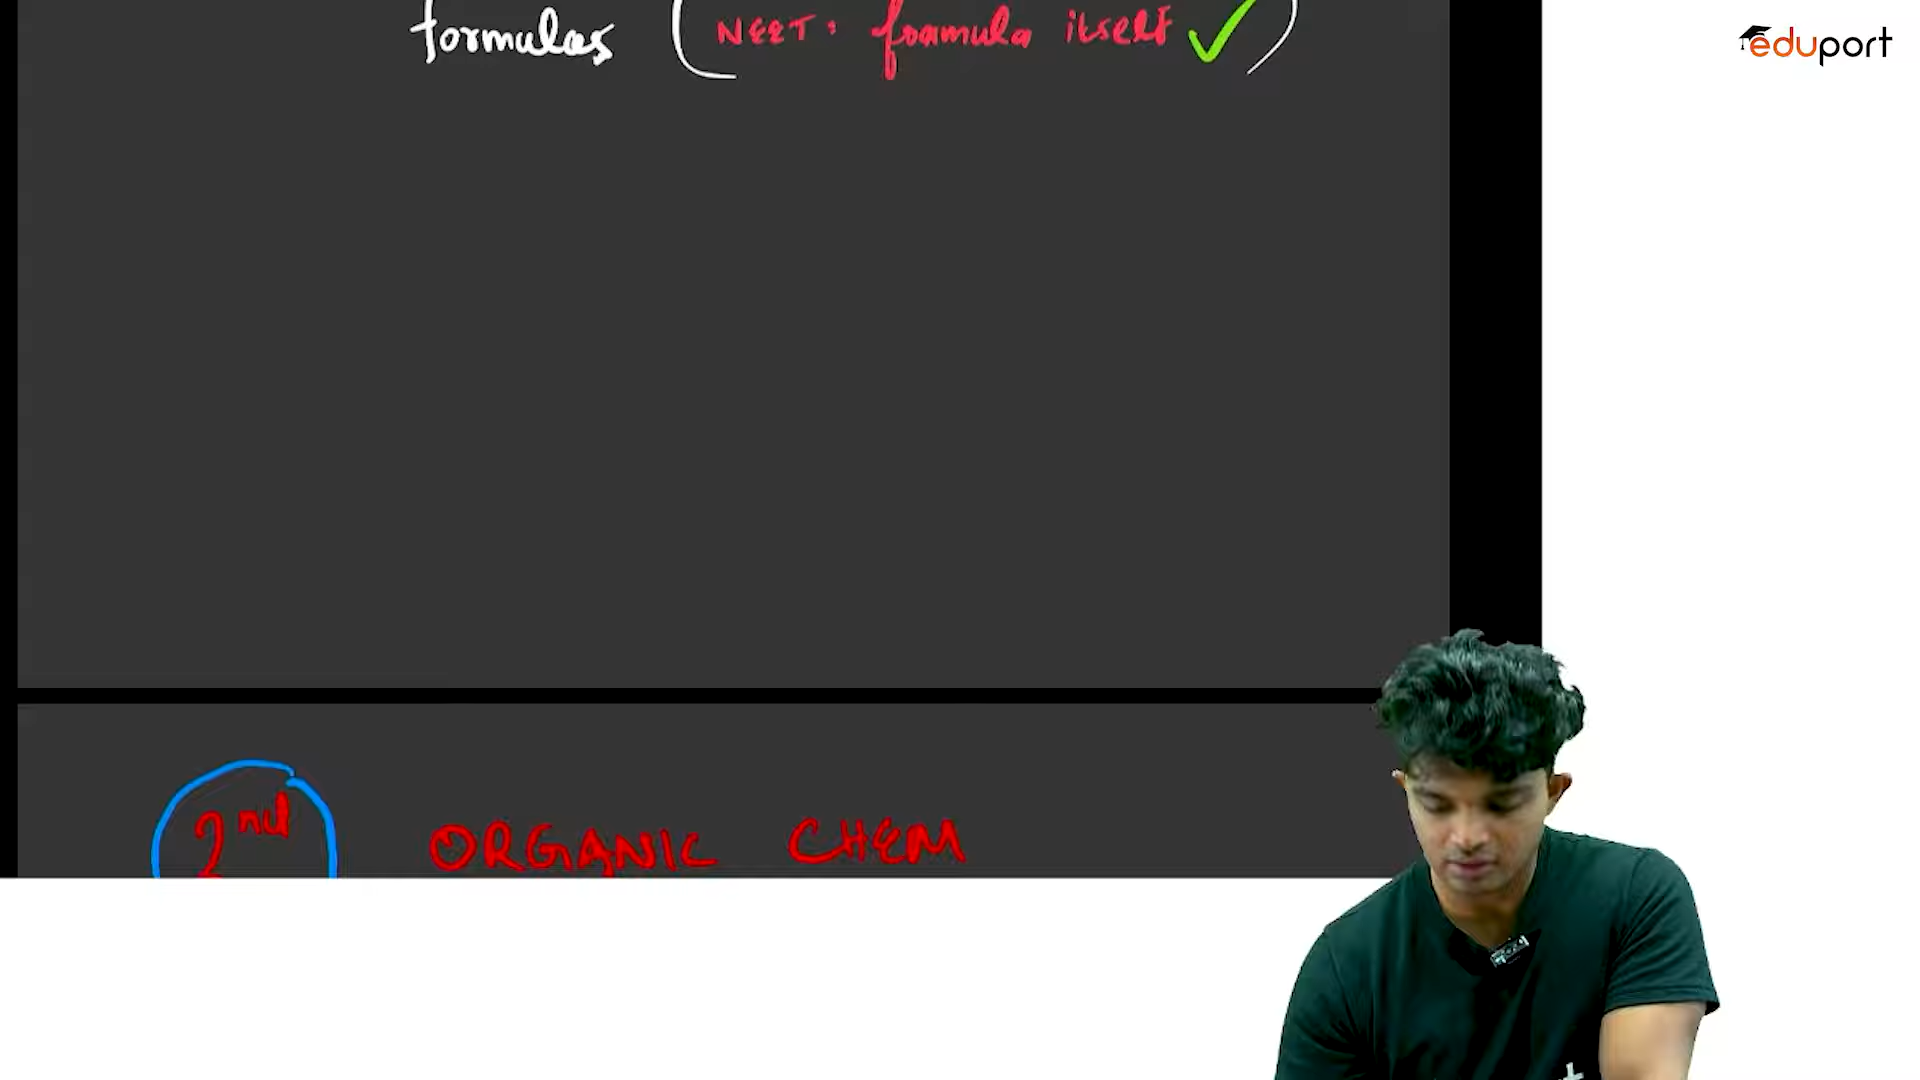 eduport
formulas (NEET: formula itself ✓)
2nd ORGANIC CHEM